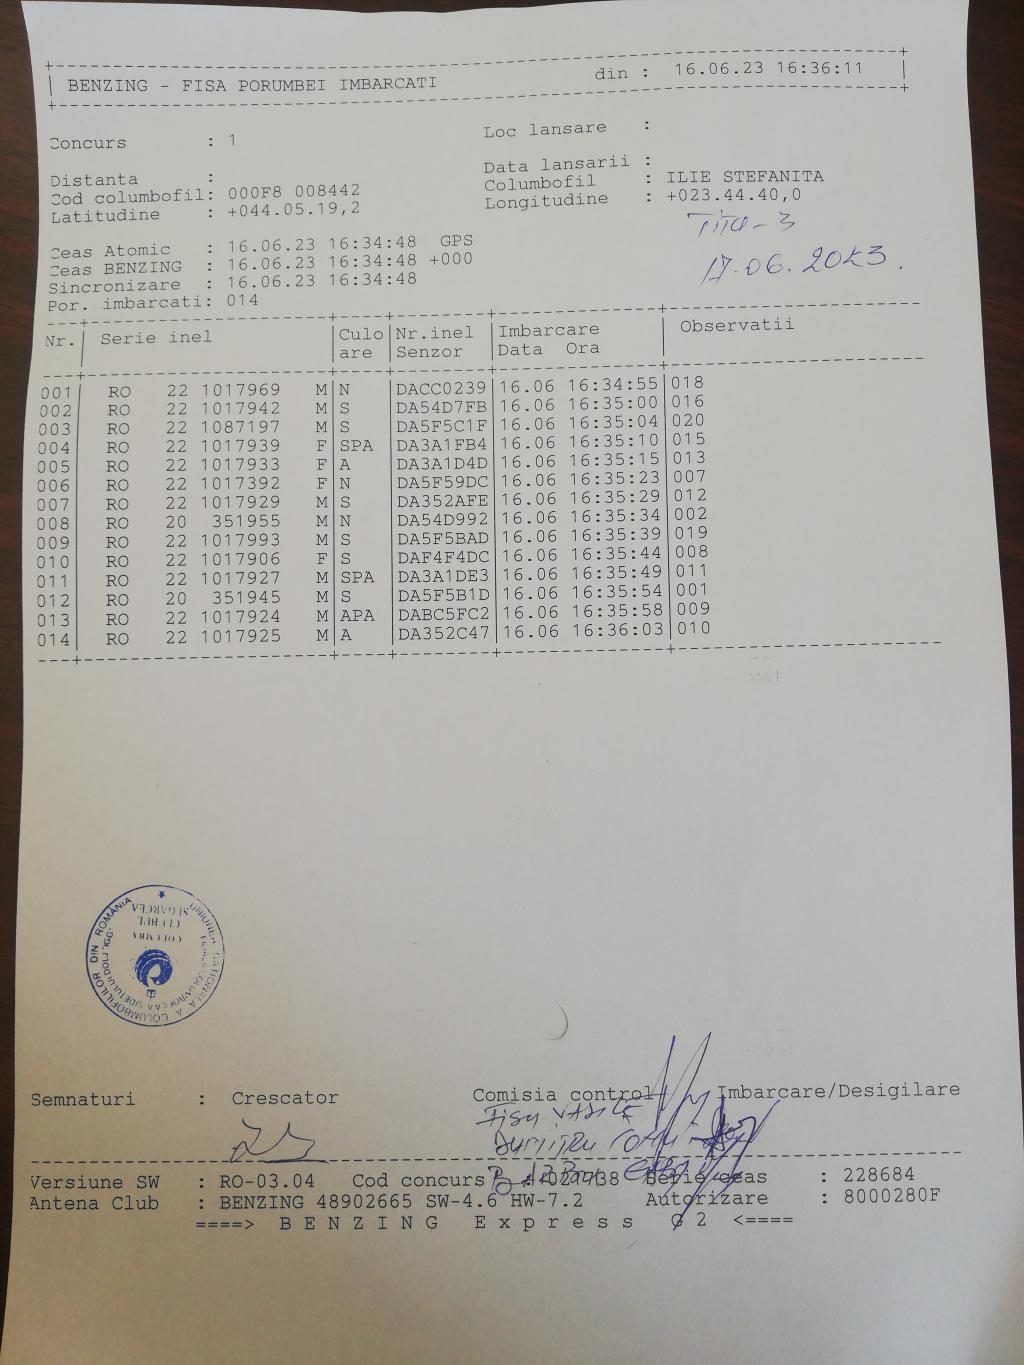 BENZING - FISA PORUMBEI IMBARCATI din : 16.06.23 16:36:11
Concurs : 1 Loc lansare :
Distanta : Data lansarii :
Cod columbofil: 000F8 008442 Columbofil : ILIE STEFANITA
Latitudine : +044.05.19,2 Longitudine : +023.44.40,0
Ceas Atomic : 16.06.23 16:34:48 GPS
Ceas BENZING : 16.06.23 16:34:48 +000
17.06.2023.
Sincronizare : 16.06.23 16:34:48
Por. imbarcati: 014
Nr. Serie inel Culo Nr.inel Imbarcare Observatii
are Senzor Data Ora
001 RO 22 1017969 M N DACC0239 16.06 16:34:55 018
002 RO 22 1017942 M S DA54D7FB 16.06 16:35:00 016
003 RO 22 1087197 M S DA5F5C1F 16.06 16:35:04 020
004 RO 22 1017939 F SPA DA3A1FB4 16.06 16:35:10 015
005 RO 22 1017933 F A DA3A1D4D 16.06 16:35:15 013
006 RO 22 1017392 F N DA5F59DC 16.06 16:35:23 007
007 RO 22 1017929 M S DA352AFE 16.06 16:35:29 012
008 RO 20 351955 M N DA54D992 16.06 16:35:34 002
009 RO 22 1017993 M S DA5F5BAD 16.06 16:35:39 019
010 RO 22 1017906 F S DAF4F4DC 16.06 16:35:44 008
011 RO 22 1017927 M SPA DA3A1DE3 16.06 16:35:49 011
012 RO 20 351945 M S DA5F5B1D 16.06 16:35:54 001
013 RO 22 1017924 M APA DABC5FC2 16.06 16:35:58 009
014 RO 22 1017925 M A DA352C47 16.06 16:36:03 010
UNIUNEA NATIONALA A COLUMBOFILILOR DIN ROMÂNIA
CLUBUL
Semnaturi : Crescator Comisia control Imbarcare/Desigilare
Versiune SW : RO-03.04 Cod concurs Serie ceas : 228684
Antena Club : BENZING 48902665 SW-4.6 HW-7.2 Autorizare : 8000280F
====> BENZING Express G2 <====